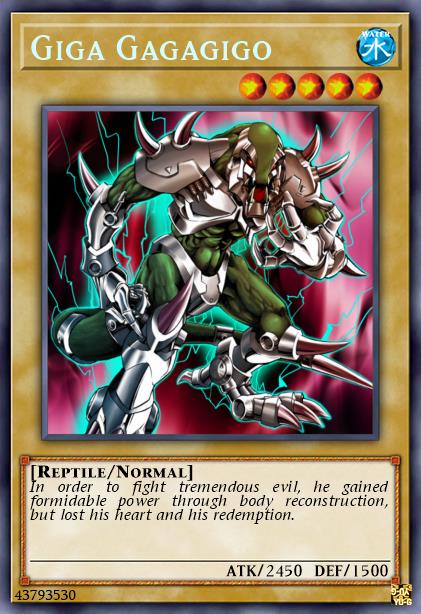 Giga Gagagigo
WATER
水
[Reptile/Normal]
In order to fight tremendous evil, he gained
formidable power through body reconstruction,
but lost his heart and his redemption.
ATK/2450 DEF/1500
43793530